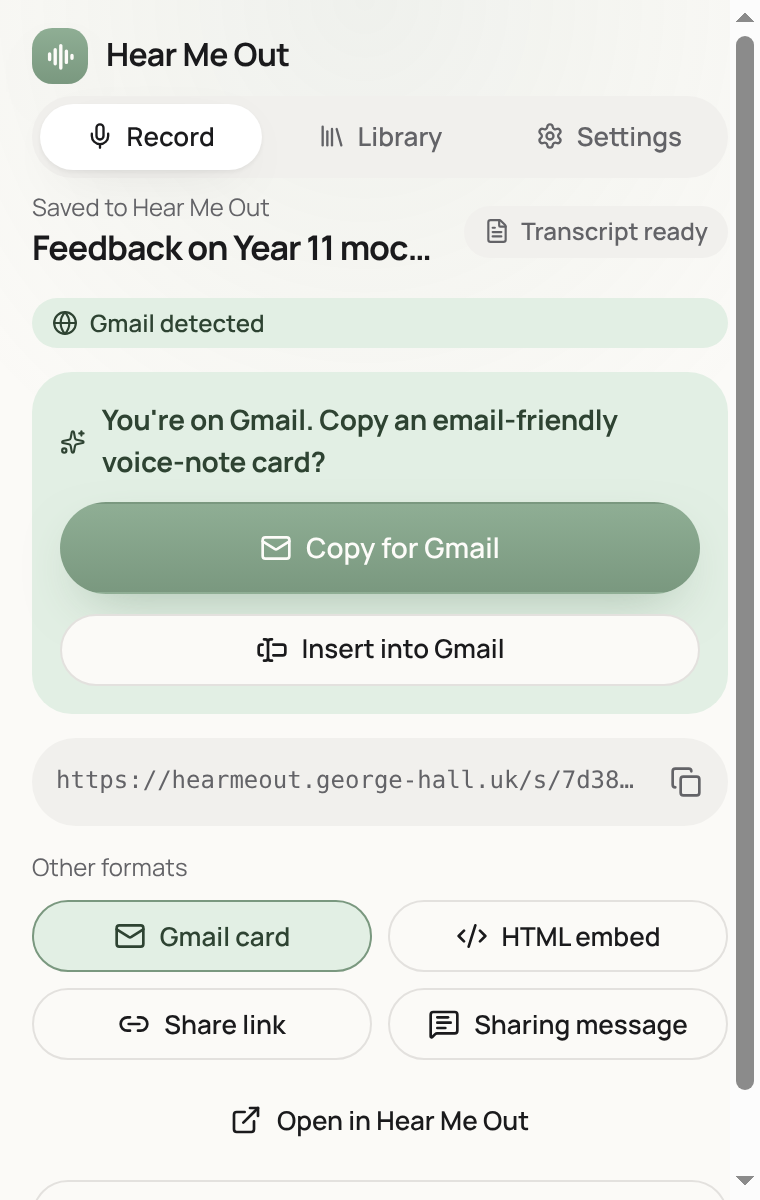 Hear Me Out
Record
Library
Settings
Saved to Hear Me Out
Feedback on Year 11 moc...
Transcript ready
Gmail detected
You're on Gmail. Copy an email-friendly
voice-note card?
Copy for Gmail
Insert into Gmail
https://hearmeout.george-hall.uk/s/7d38…
Other formats
Gmail card
HTML embed
Share link
Sharing message
Open in Hear Me Out